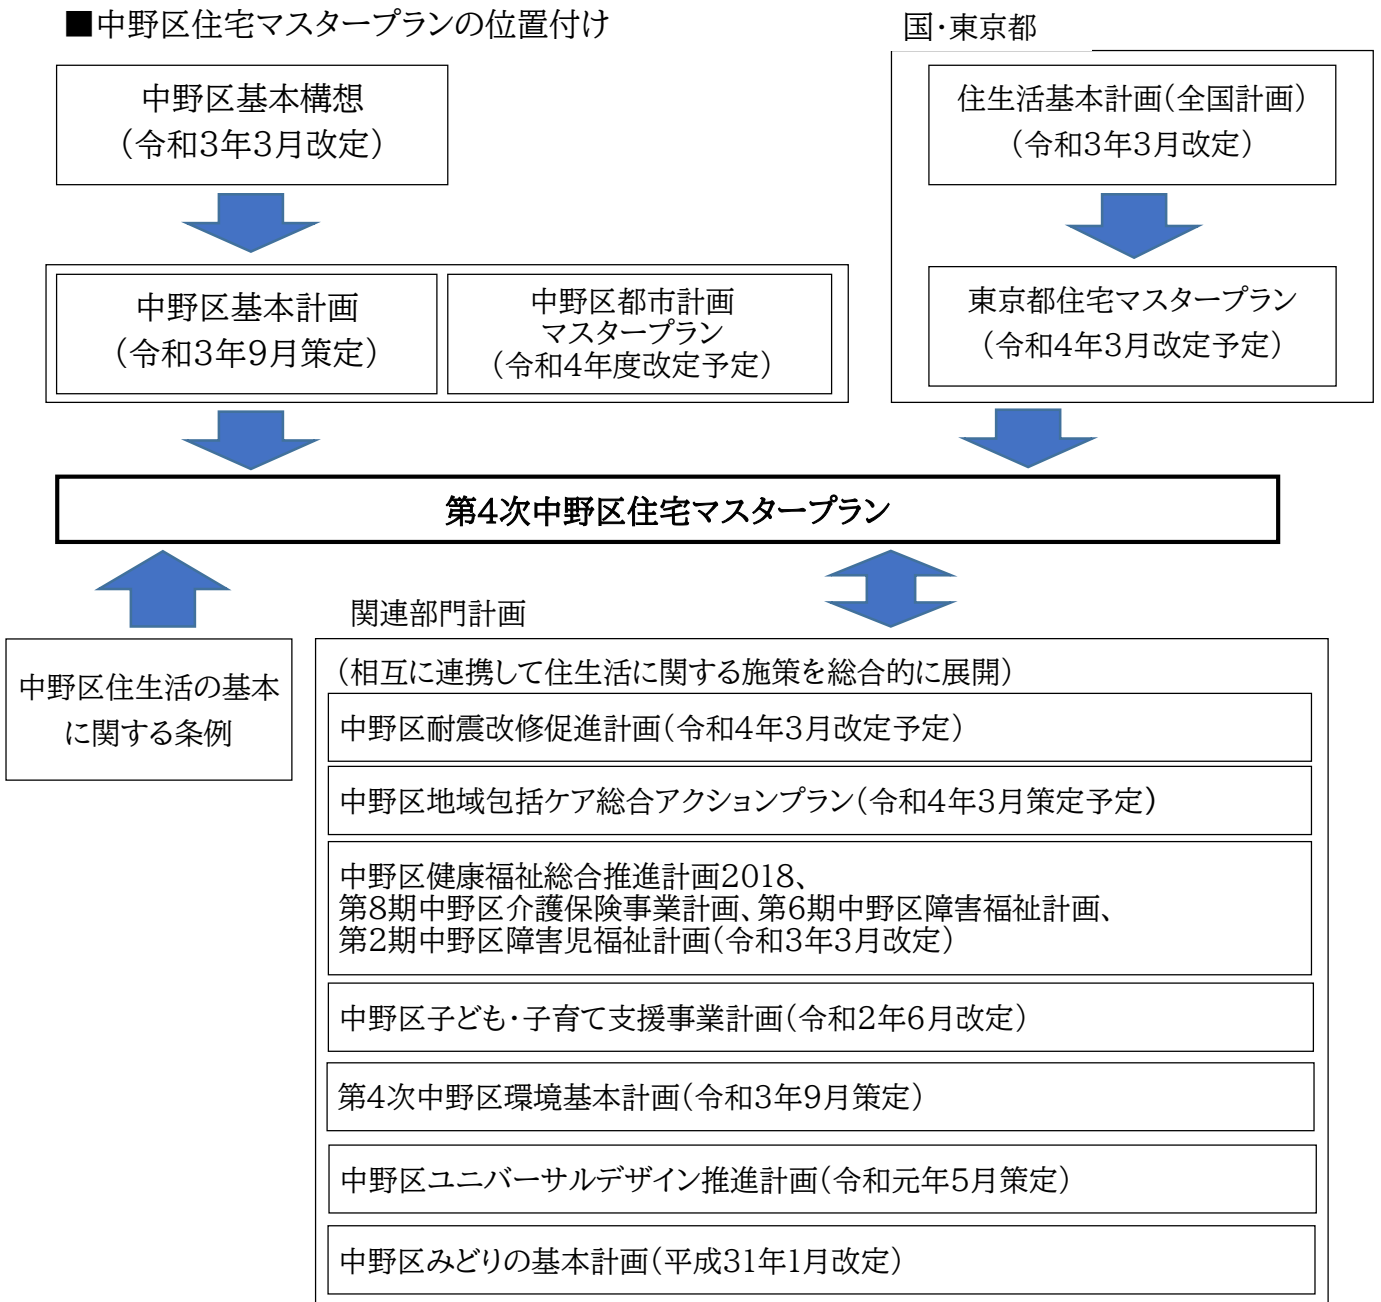 ■中野区住宅マスタープランの位置付け
国・東京都
中野区基本構想
(令和3年3月改定)
住生活基本計画(全国計画)
(令和3年3月改定)
中野区基本計画
(令和3年9月策定)
中野区都市計画
マスタープラン
(令和4年度改定予定)
東京都住宅マスタープラン
(令和4年3月改定予定)
第4次中野区住宅マスタープラン
中野区住生活の基本
に関する条例
関連部門計画
(相互に連携して住生活に関する施策を総合的に展開)
中野区耐震改修促進計画(令和4年3月改定予定)
中野区地域包括ケア総合アクションプラン(令和4年3月策定予定)
中野区健康福祉総合推進計画2018、
第8期中野区介護保険事業計画、第6期中野区障害福祉計画、
第2期中野区障害児福祉計画(令和3年3月改定)
中野区子ども・子育て支援事業計画(令和2年6月改定)
第4次中野区環境基本計画(令和3年9月策定)
中野区ユニバーサルデザイン推進計画(令和元年5月策定)
中野区みどりの基本計画(平成31年1月改定)